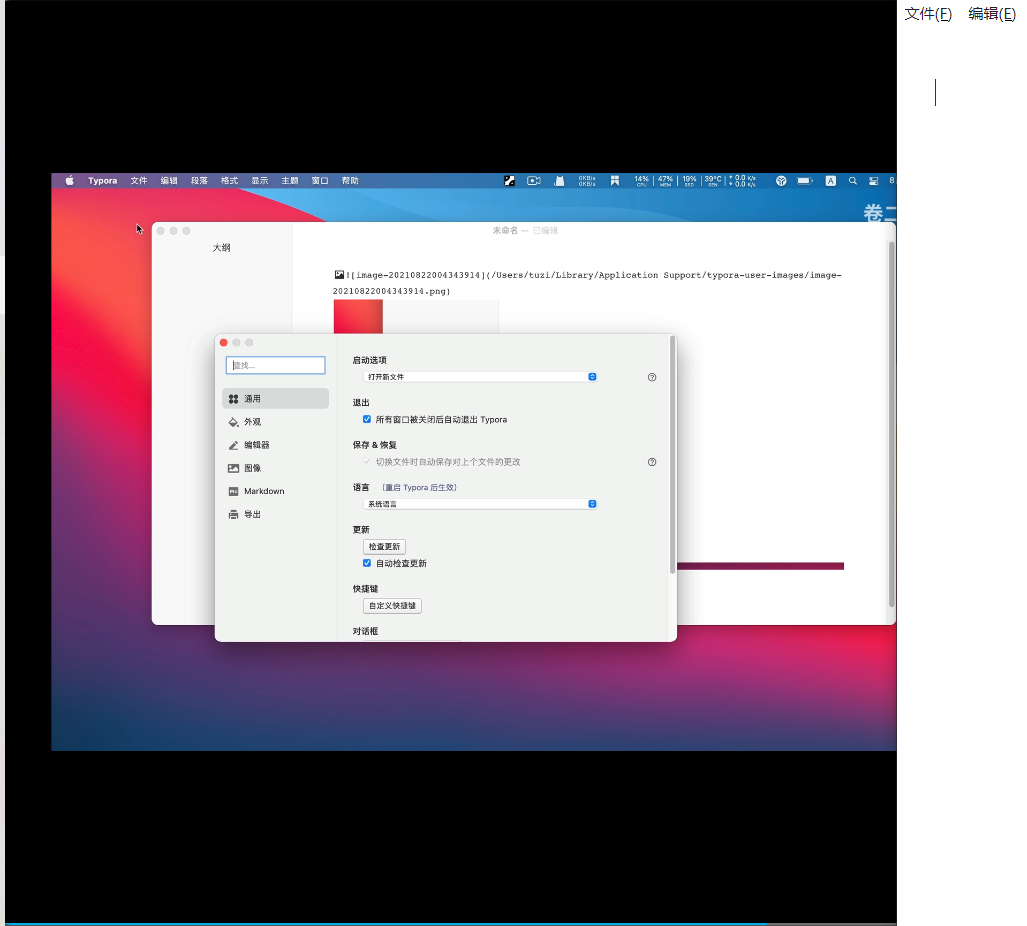 文件(F) 编辑(E)
Typora 文件 编辑 段落 格式 显示 主题 窗口 帮助
0KB/s
0KB/s
14% 47% 19% 39°C 0.0 K/s
CPU MEM SSD SEN 0.0 K/s
A
8
卷二
未命名 — 已编辑
大纲
![image-20210822004343914](/Users/tuzi/Library/Application Support/typora-user-images/image-
20210822004343914.png)
查找...
通用
外观
编辑器
图像
Markdown
导出
启动选项
打开新文件
退出
所有窗口被关闭后自动退出 Typora
保存 & 恢复
切换文件时自动保存对上个文件的更改
语言 (重启 Typora 后生效)
系统语言
更新
检查更新
自动检查更新
快捷键
自定义快捷键
对话框